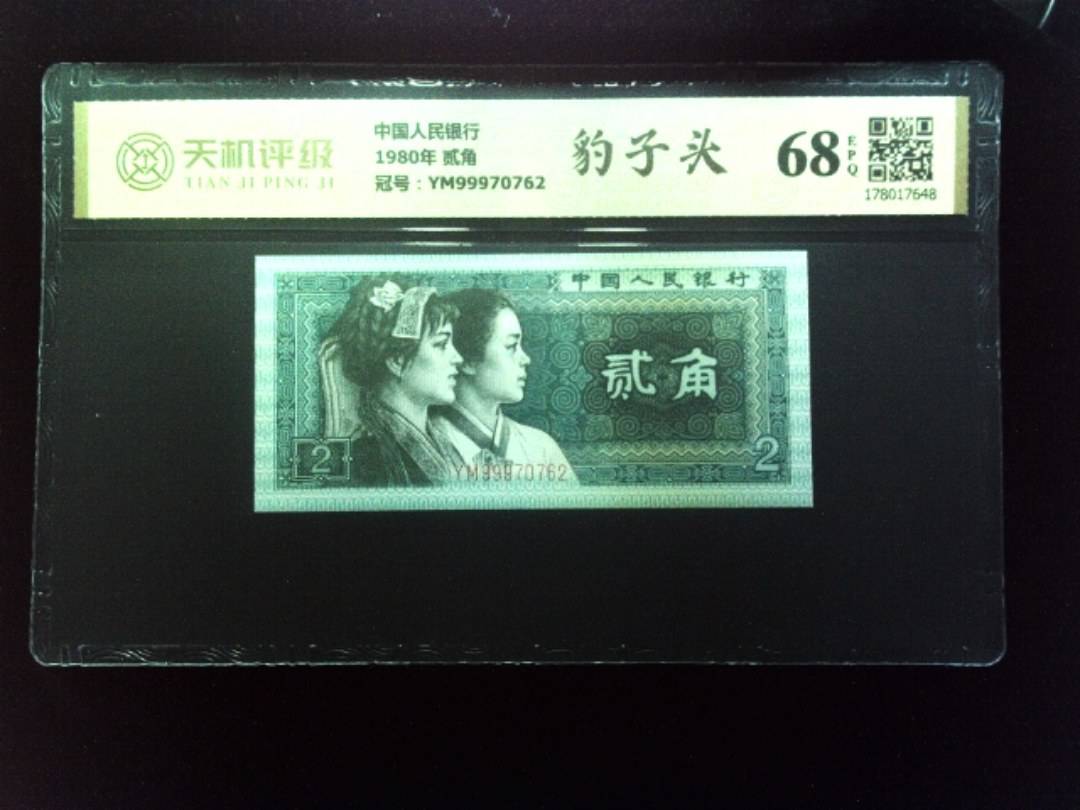 天机评级
TIAN JI PING JI
中国人民银行
1980年 贰角
冠号：YM99970762
豹子头
68
EPQ
178017648
中国人民银行
贰角
2
YM99970762
2